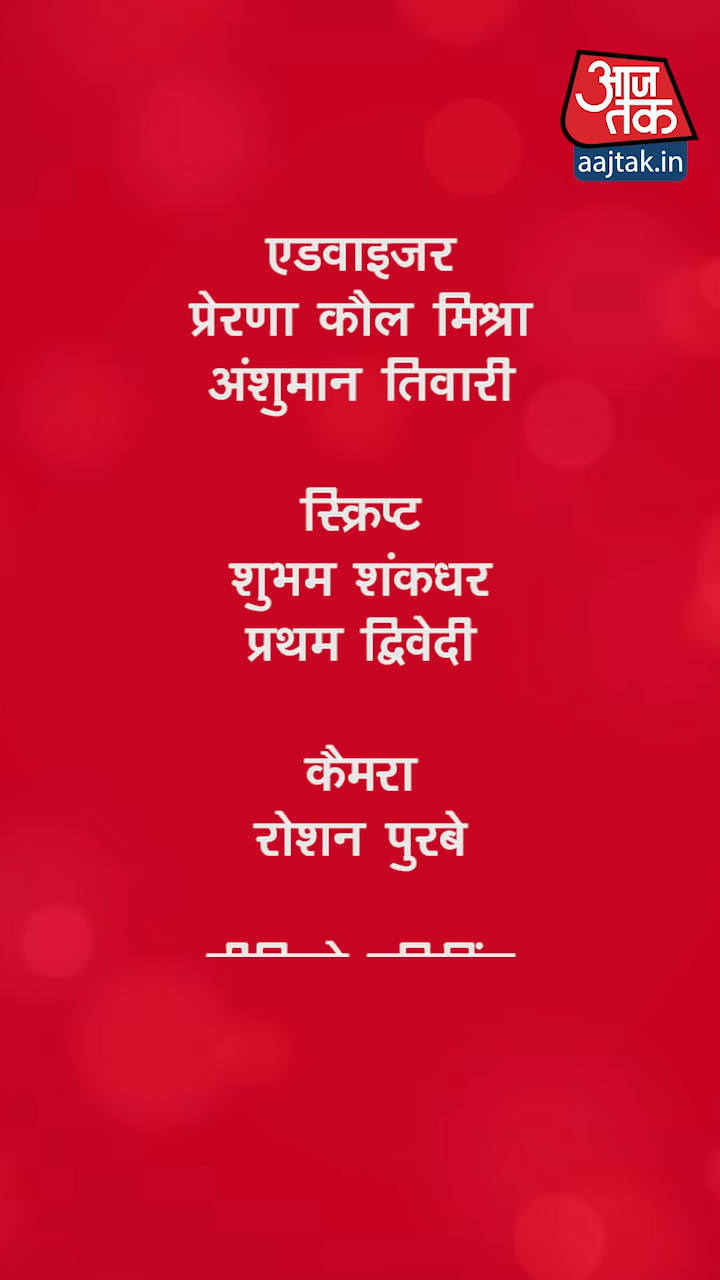 आज
तक
aajtak.in
एडवाइजर
प्रेरणा कौल मिश्रा
अंशुमान तिवारी
स्क्रिप्ट
शुभम शंकधर
प्रथम द्विवेदी
कैमरा
रोशन पुरबे